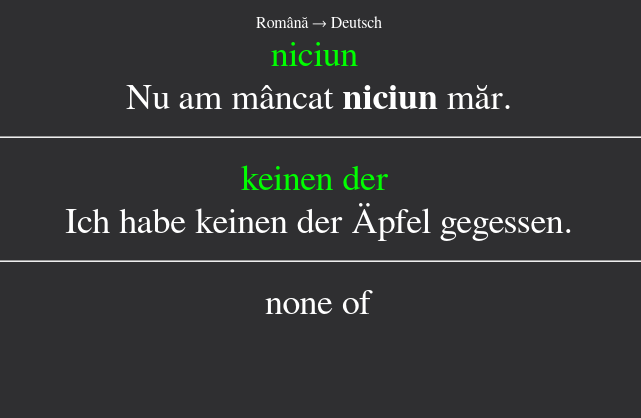 Română → Deutsch
niciun
Nu am mâncat niciun măr.
keinen der
Ich habe keinen der Äpfel gegessen.
none of